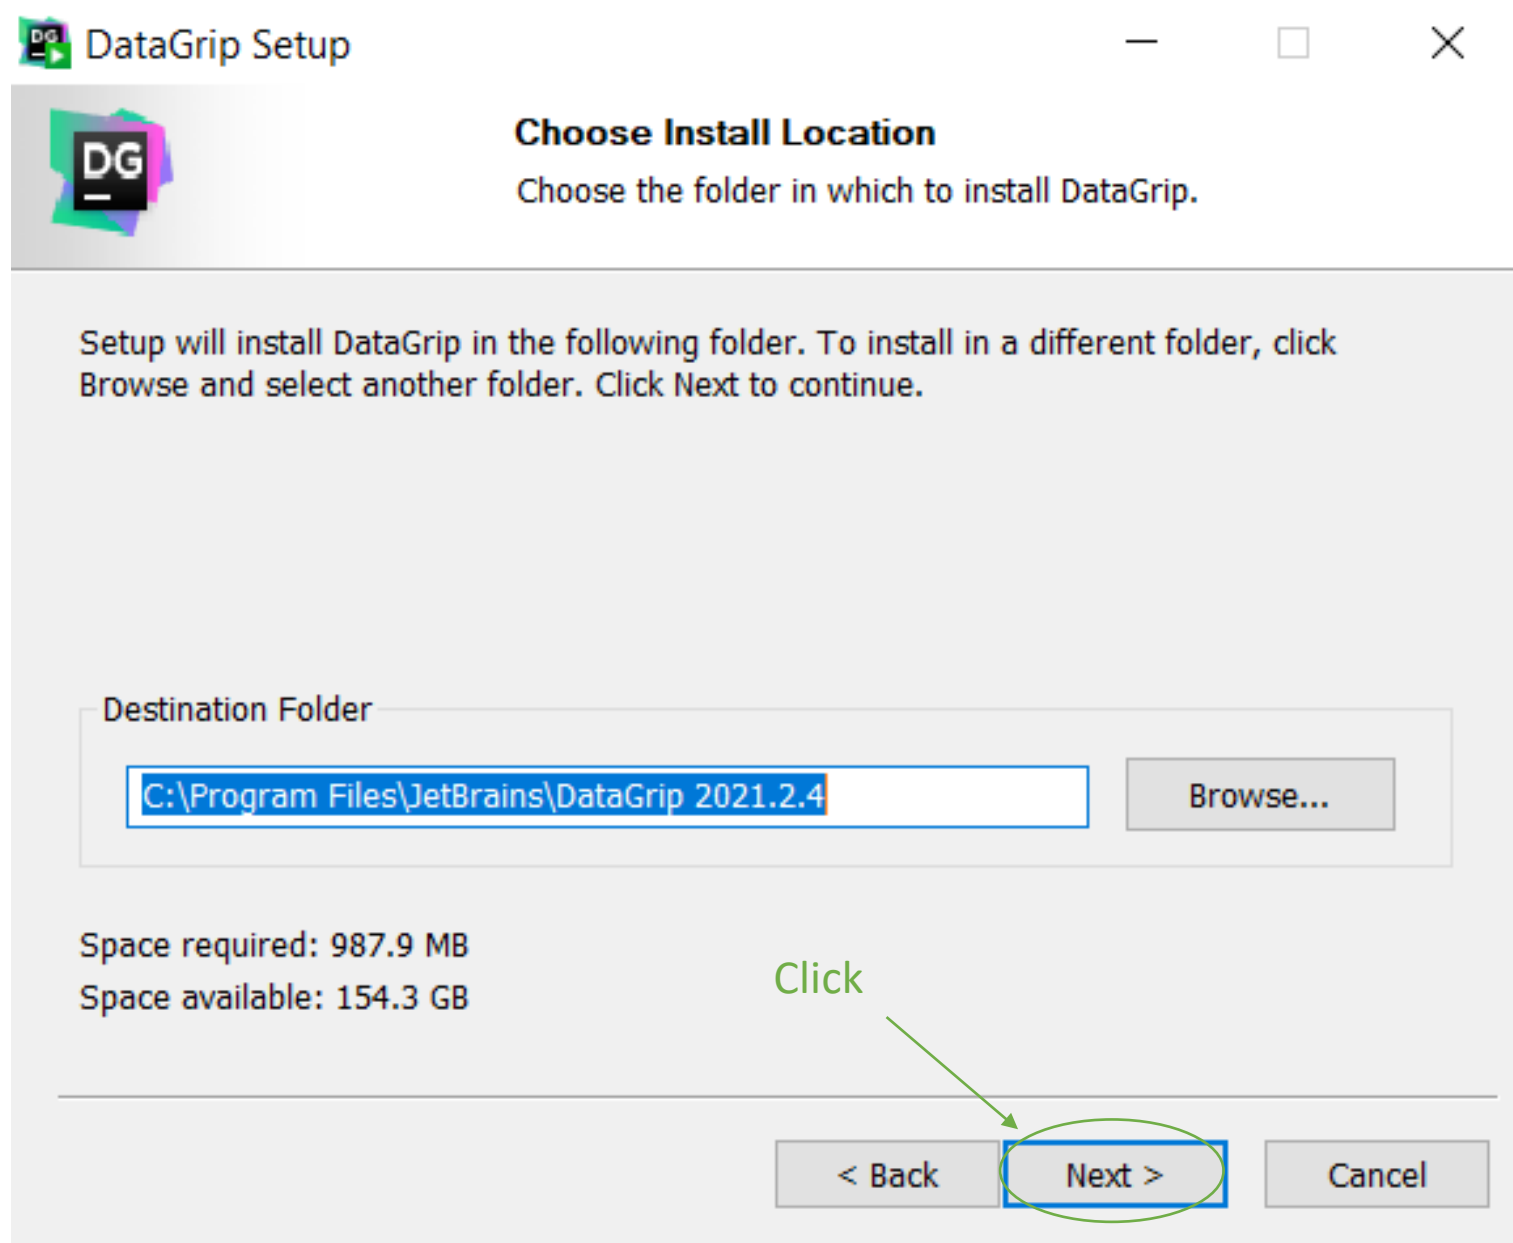 DG
DataGrip Setup
DG
Choose Install Location
Choose the folder in which to install DataGrip.
Setup will install DataGrip in the following folder. To install in a different folder, click
Browse and select another folder. Click Next to continue.
Destination Folder
C:\Program Files\JetBrains\DataGrip 2021.2.4
Browse...
Space required: 987.9 MB
Space available: 154.3 GB
Click
< Back
Next >
Cancel